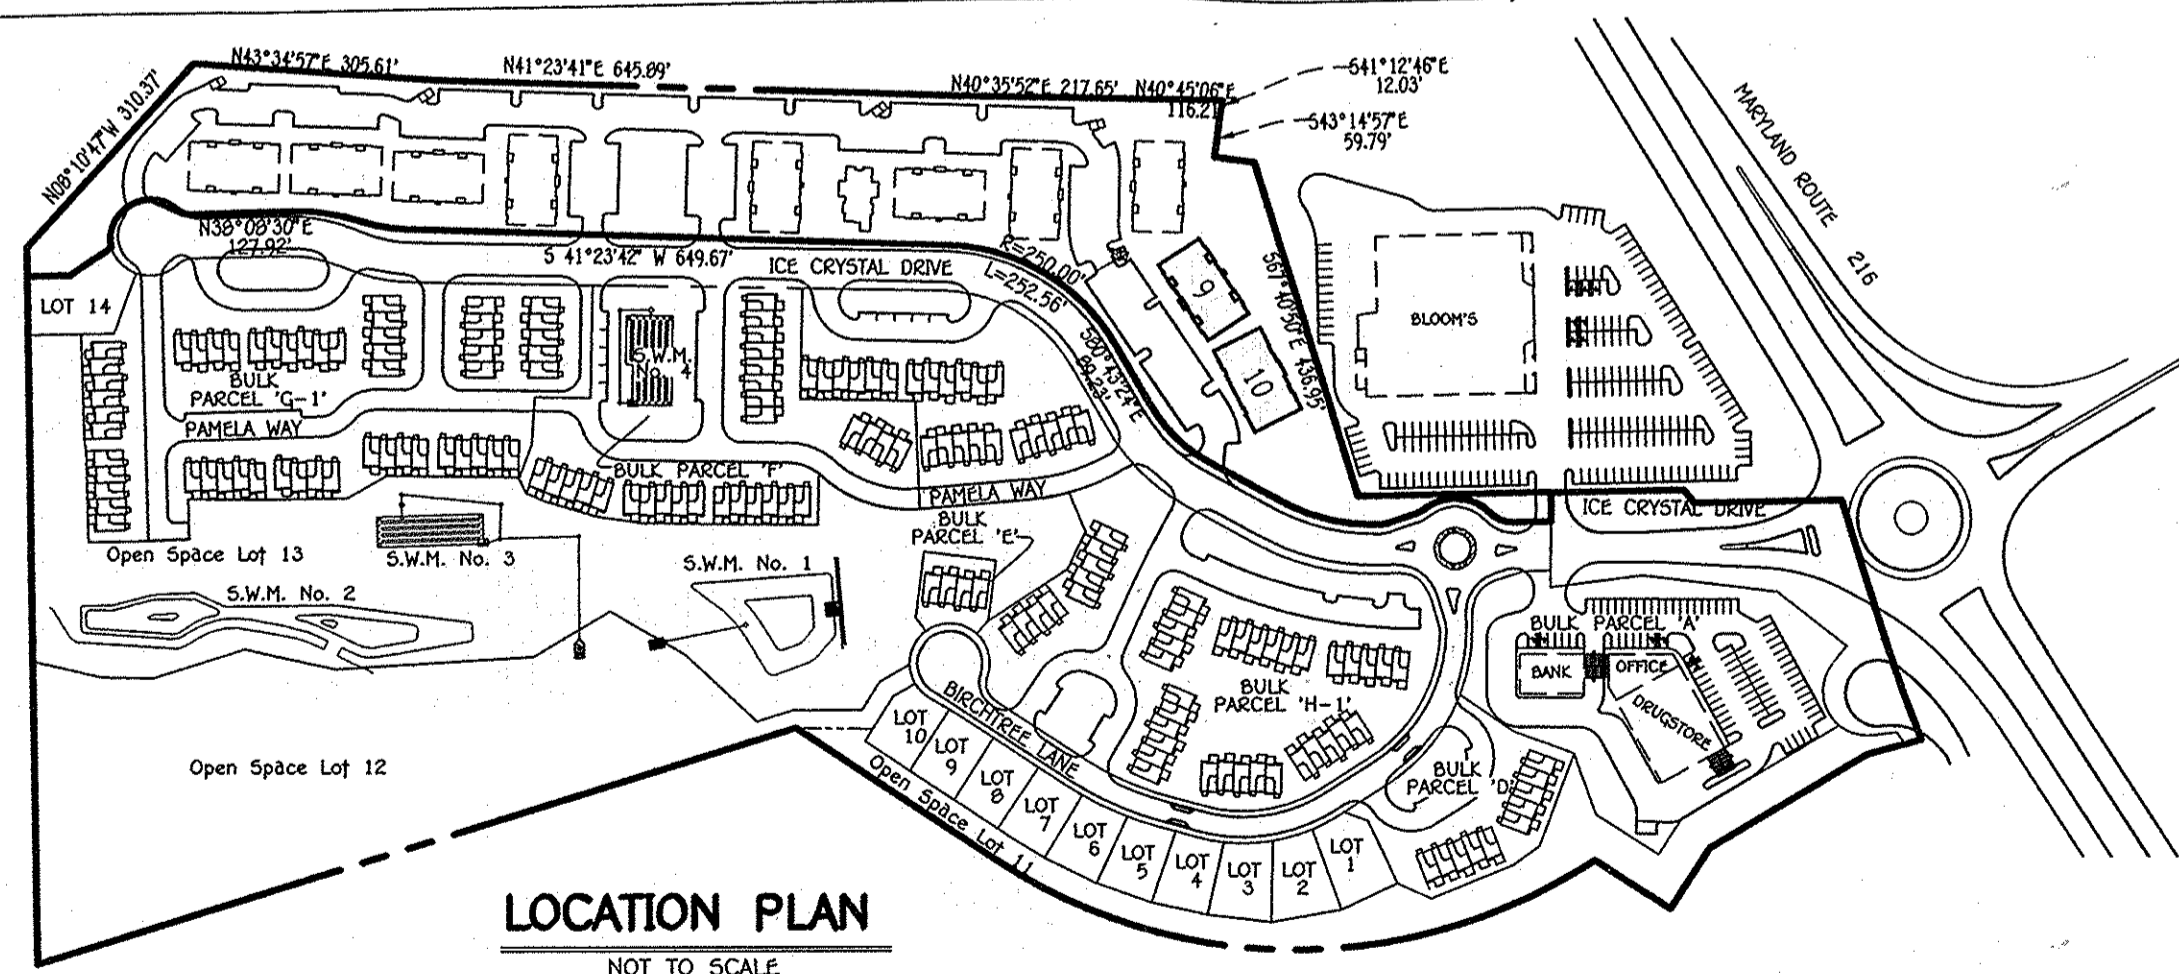 N43°34'57"E 305.61'
N41°23'41"E 645.89'
N40°35'52"E 217.65'
N40°45'06"E
116.21'
S41°12'46"E
12.03'
S43°14'57"E
59.79'
N08°10'47"W 310.37'
MARYLAND ROUTE 216
N38°08'30"E
127.92'
S 41°23'42" W 649.67'
ICE CRYSTAL DRIVE
R=250.00'
L=252.56'
S80°43'24"E
89.23'
S67°40'50"E 436.95'
9
10
BLOOM'S
LOT 14
S.W.M.
No. 4
BULK
PARCEL 'G-1'
PAMELA WAY
BULK PARCEL 'F'
PAMELA WAY
BULK
PARCEL 'E'
ICE CRYSTAL DRIVE
Open Space Lot 13
S.W.M. No. 3
S.W.M. No. 1
S.W.M. No. 2
BULK PARCEL 'A'
BANK
OFFICE
DRUGSTORE
BULK
PARCEL 'H-1'
BIRCHTREE LANE
BULK
PARCEL 'D'
Open Space Lot 12
Open Space Lot 11
LOT
10
LOT
9
LOT
8
LOT
7
LOT
6
LOT
5
LOT
4
LOT
3
LOT
2
LOT
1
LOCATION PLAN
NOT TO SCALE